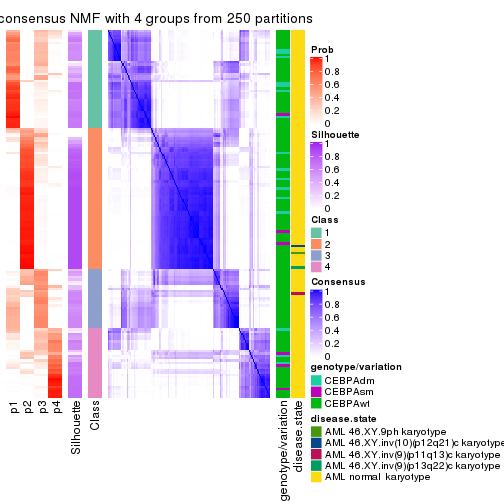 consensus NMF with 4 groups from 250 partitions
Prob
1
0.8
0.6
0.4
0.2
0
Silhouette
1
0.8
0.6
0.4
0.2
0
Class
1
2
3
4
Consensus
1
0.8
0.6
0.4
0.2
0
genotype/variation
CEBPAdm
CEBPAsm
CEBPAwt
disease.state
AML 46.XY.9ph karyotype
AML 46.XY.inv(10)(p12q21)c karyotype
AML 46.XY.inv(9)(p11q13)c karyotype
AML 46.XY.inv(9)(p13q22)c karyotype
AML normal karyotype
p1
p2
p3
p4
Silhouette
Class
genotype/variation
disease.state